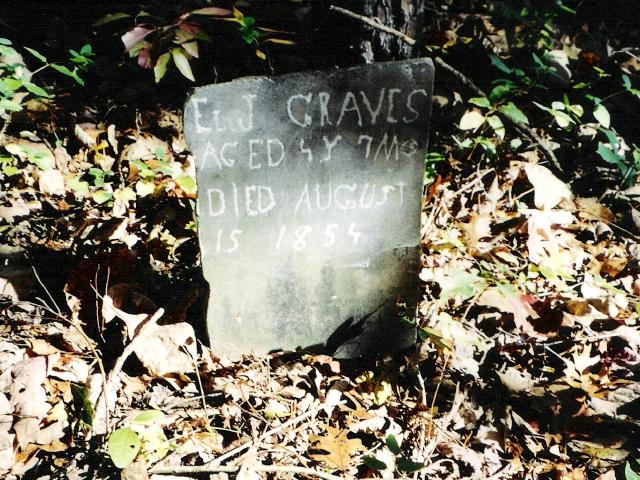 E J GRAVES
AGED 4Y 7MO
DIED AUGUST
15 1854